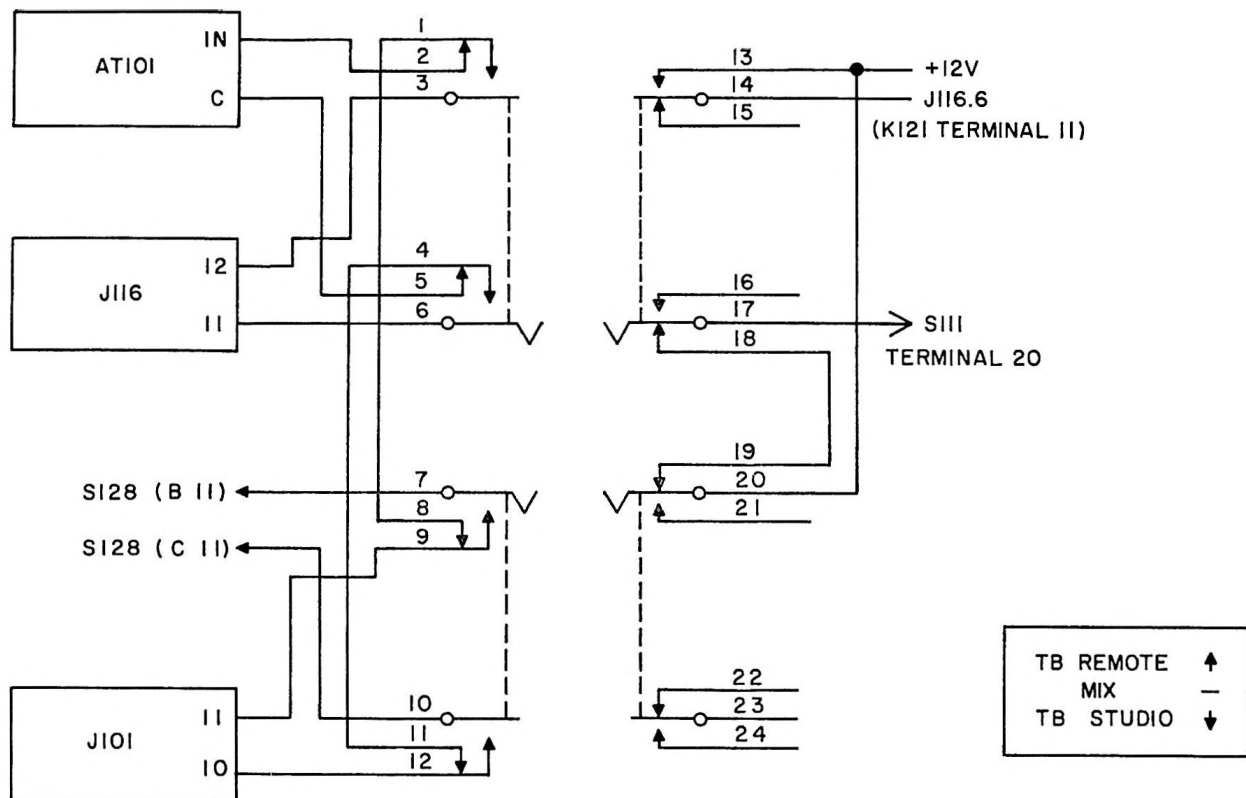 AT101
IN
C
1
2
3
13
+12V
14
J116.6
15
(K121 TERMINAL 11)
J116
12
11
4
5
6
16
17
S111
18
TERMINAL 20
S128 (B 11)
7
8
9
19
20
21
S128 (C 11)
J101
11
10
10
11
12
22
23
24
TB REMOTE
MIX
TB STUDIO